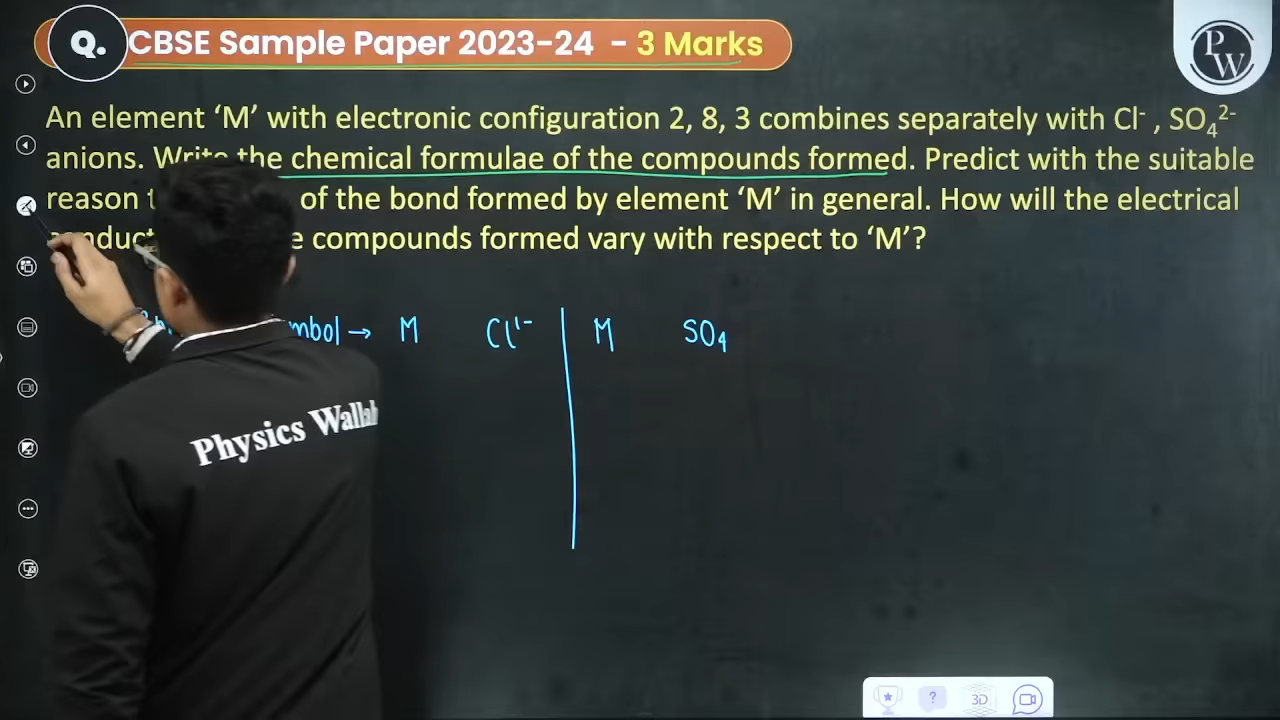 Q. CBSE Sample Paper 2023-24 - 3 Marks
PW
An element ‘M’ with electronic configuration 2, 8, 3 combines separately with Cl⁻ , SO₄²⁻
anions. Write the chemical formulae of the compounds formed. Predict with the suitable
reason of the bond formed by element ‘M’ in general. How will the electrical
compounds formed vary with respect to ‘M’?
→ M Cl¹⁻ M SO₄
Physics Wallah
? 3D